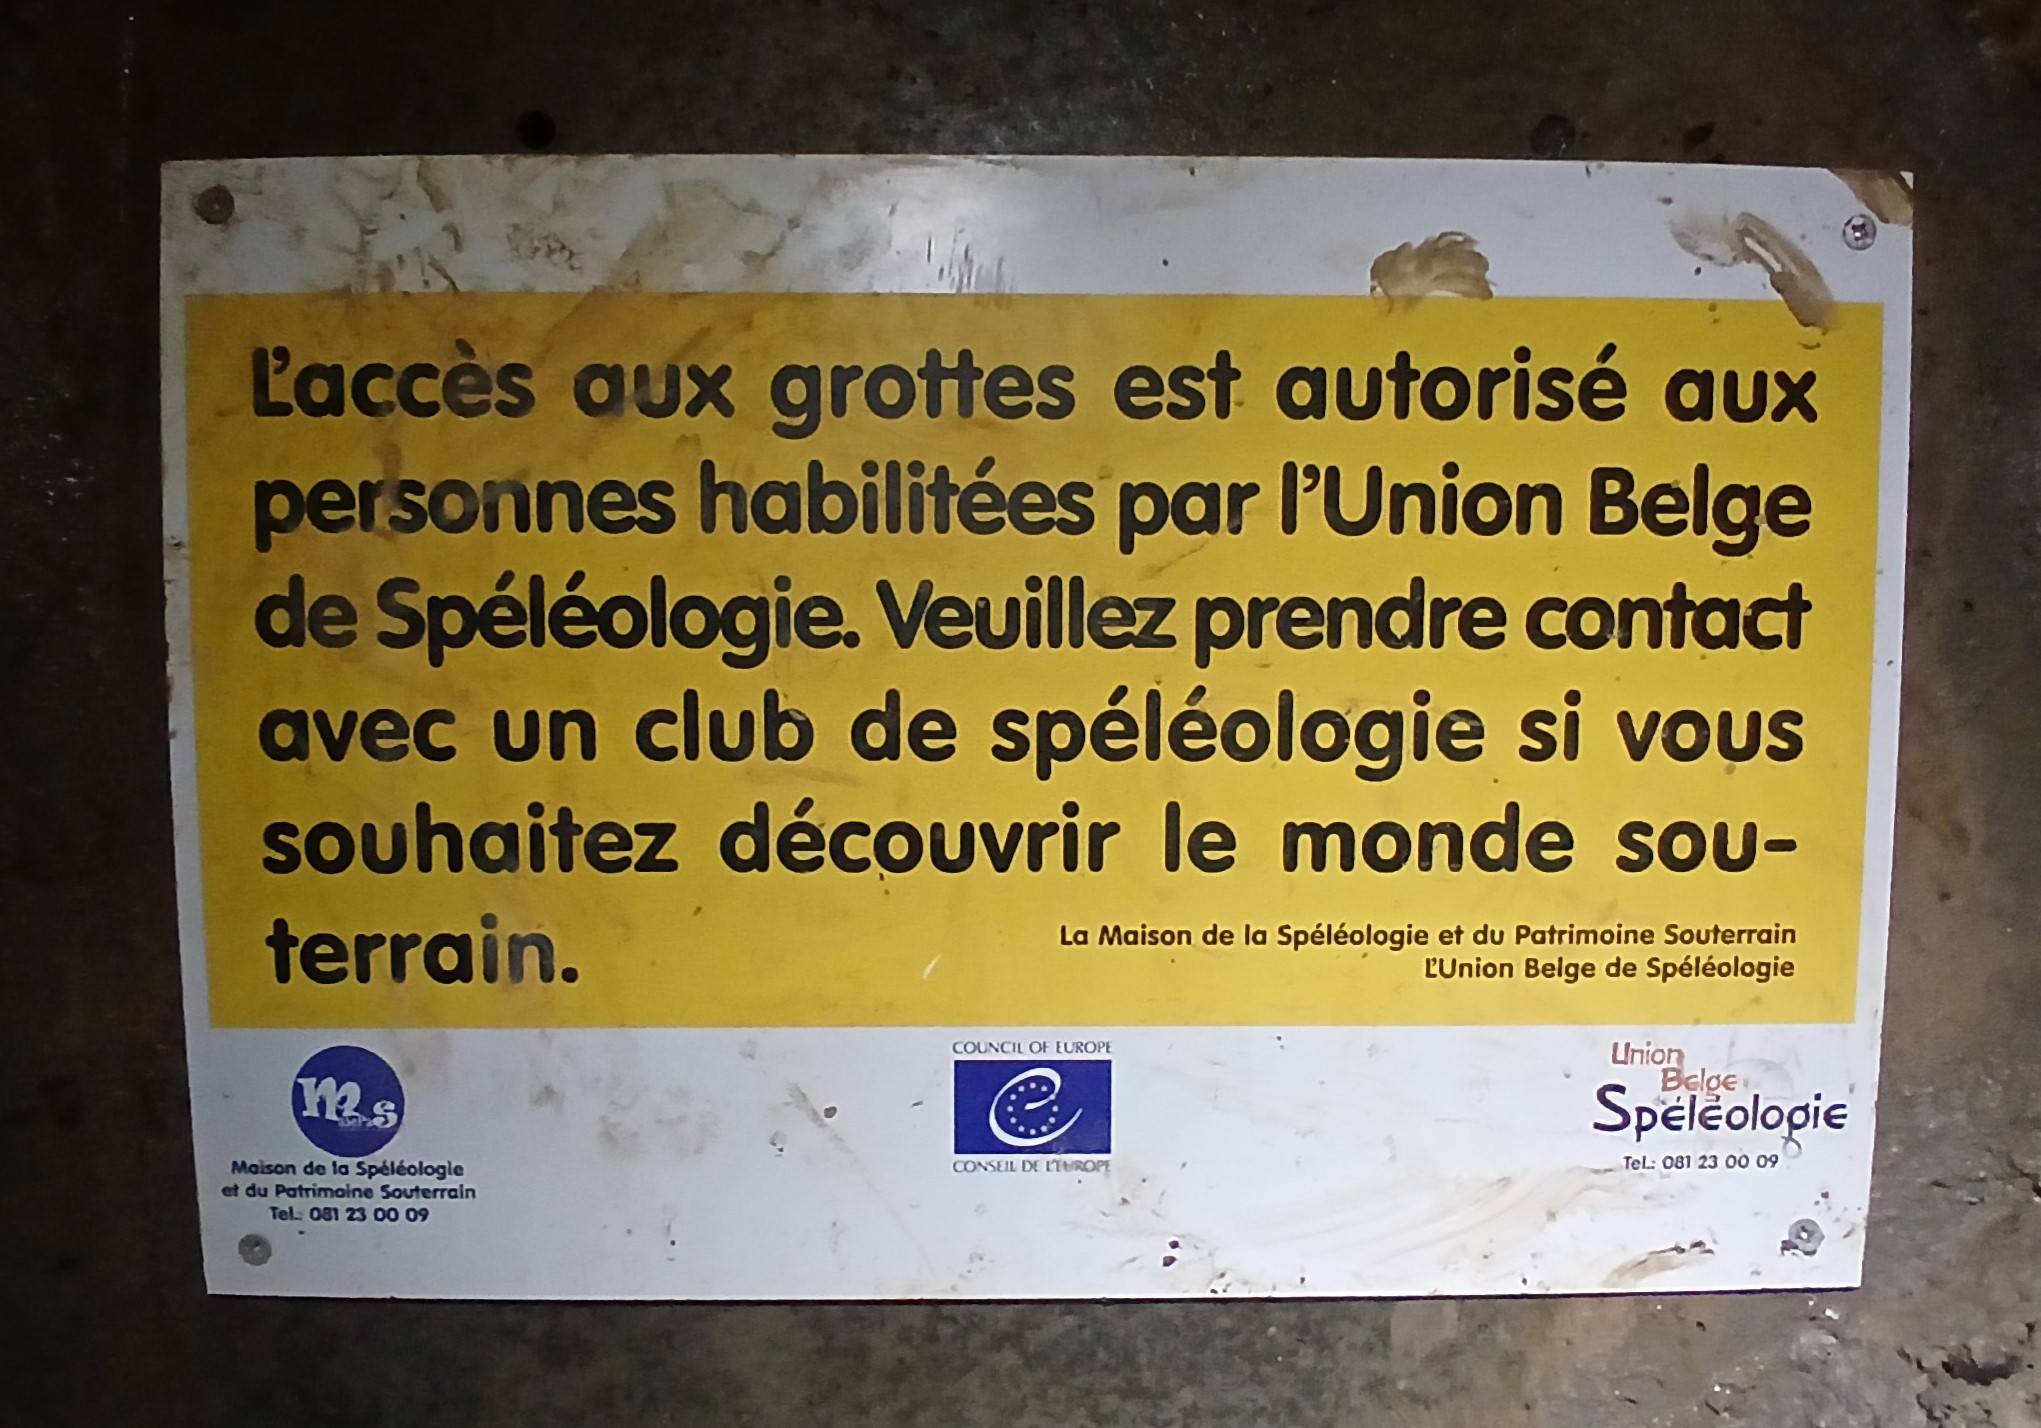 L'accès aux grottes est autorisé aux
personnes habilitées par l'Union Belge
de Spéléologie. Veuillez prendre contact
avec un club de spéléologie si vous
souhaitez découvrir le monde sou-
terrain.
La Maison de la Spéléologie et du Patrimoine Souterrain
L'Union Belge de Spéléologie
Maison de la Spéléologie
et du Patrimoine Souterrain
Tel.: 081 23 00 09
COUNCIL OF EUROPE
CONSEIL DE L'EUROPE
Union
Belge
Spéléologie
Tel.: 081 23 00 09